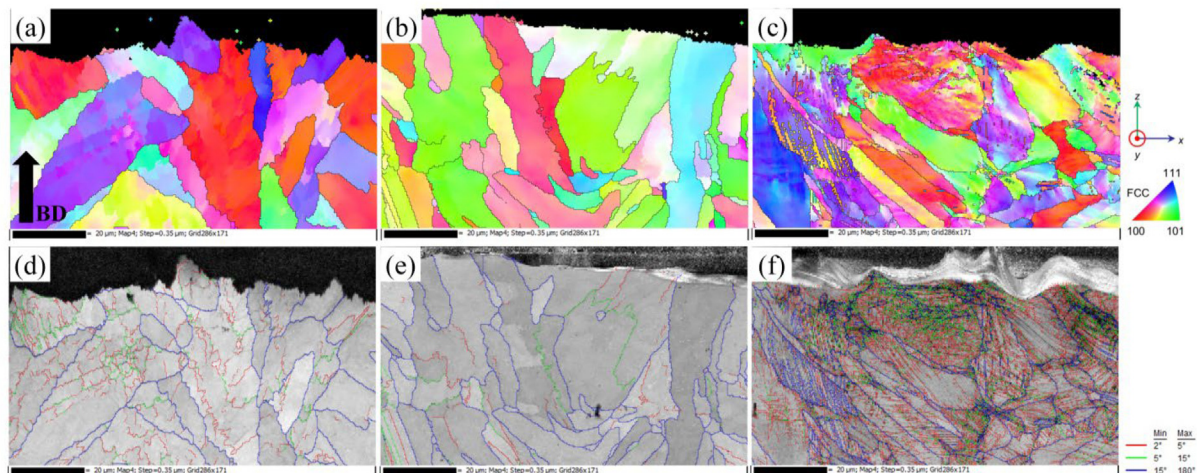 (a) (b) (c)
z
x
y
111
FCC
100 101
BD
= 20 µm; Map4; Step=0.35 µm; Grid286x171
= 20 µm; Map4; Step=0.35 µm; Grid286x171
= 20 µm; Map4; Step=0.35 µm; Grid286x171
(d) (e) (f)
Min Max
2° 5°
5° 15°
15° 180°
= 20 µm; Map4; Step=0.35 µm; Grid286x171
= 20 µm; Map4; Step=0.35 µm; Grid286x171
= 20 µm; Map4; Step=0.35 µm; Grid286x171